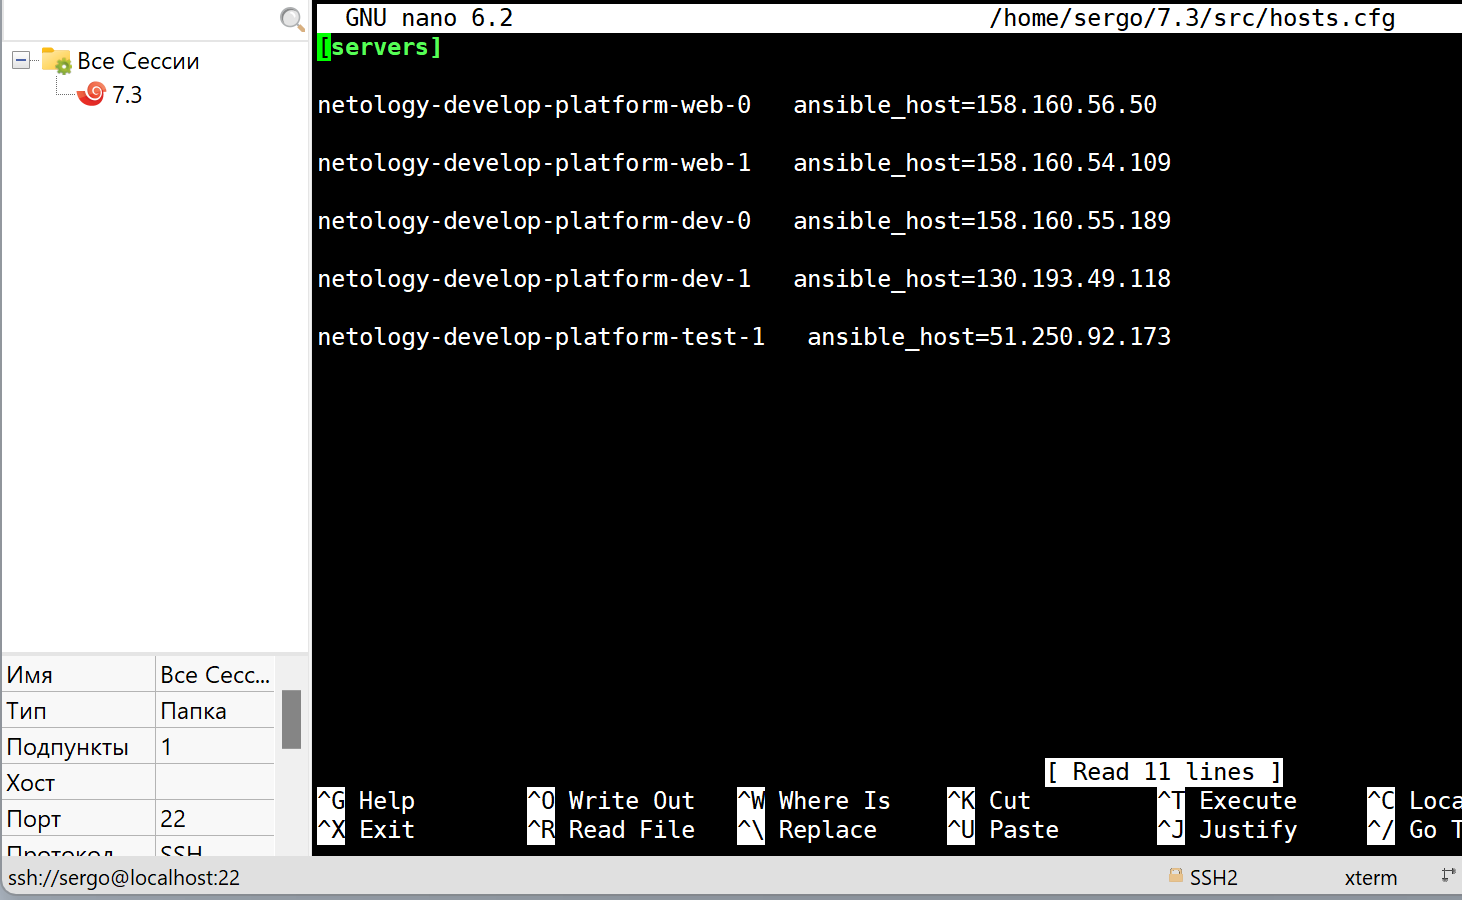 Все Сессии
7.3
Имя Все Сесс...
Тип Папка
Подпункты 1
Хост
Порт 22
Протокол SSH
ssh://sergo@localhost:22
GNU nano 6.2 /home/sergo/7.3/src/hosts.cfg
[servers]
netology-develop-platform-web-0 ansible_host=158.160.56.50
netology-develop-platform-web-1 ansible_host=158.160.54.109
netology-develop-platform-dev-0 ansible_host=158.160.55.189
netology-develop-platform-dev-1 ansible_host=130.193.49.118
netology-develop-platform-test-1 ansible_host=51.250.92.173
[ Read 11 lines ]
^G Help ^O Write Out ^W Where Is ^K Cut ^T Execute ^C Loca
^X Exit ^R Read File ^\ Replace ^U Paste ^J Justify ^/ Go T
SSH2 xterm